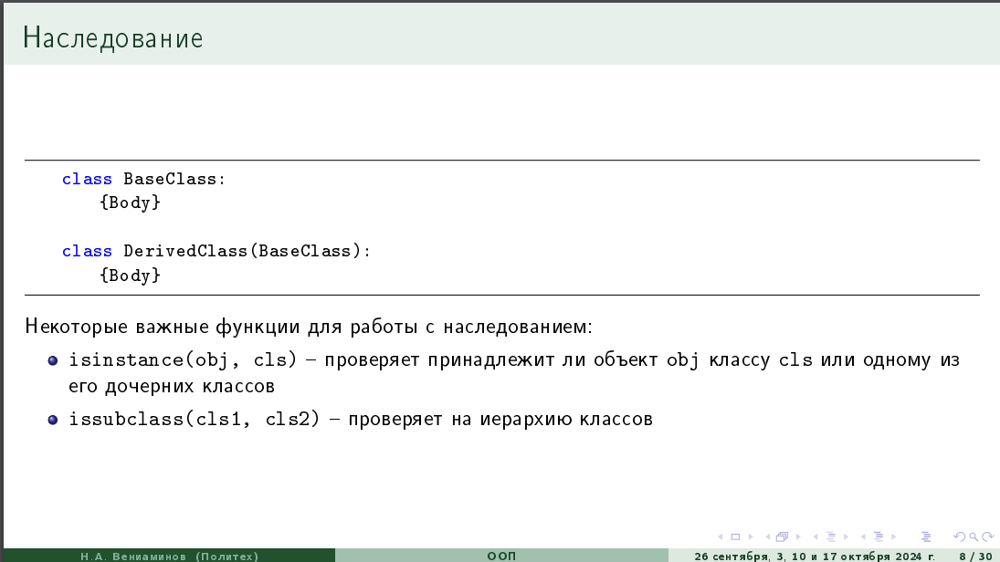 Наследование
class BaseClass:
{Body}
class DerivedClass(BaseClass):
{Body}
Некоторые важные функции для работы с наследованием:
isinstance(obj, cls) – проверяет принадлежит ли объект obj классу cls или одному из
его дочерних классов
issubclass(cls1, cls2) – проверяет на иерархию классов
Н.А. Вениаминов (Политех)
ООП
26 сентября, 3, 10 и 17 октября 2024 г.
8 / 30